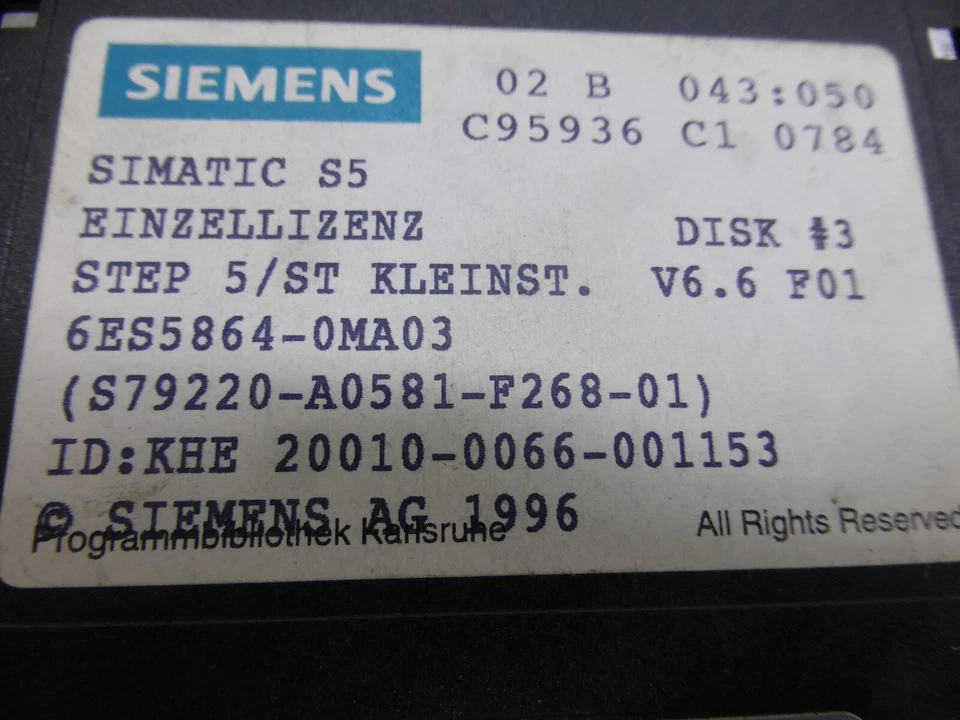 SIEMENS
02 B 043:050
C95936 C1 0784
SIMATIC S5
EINZELLIZENZ DISK #3
STEP 5/ST KLEINST. V6.6 F01
6ES5864-0MA03
(S79220-A0581-F268-01)
ID:KHE 20010-0066-001153
© SIEMENS AG 1996
Programmbibliothek Karlsruhe All Rights Reserved